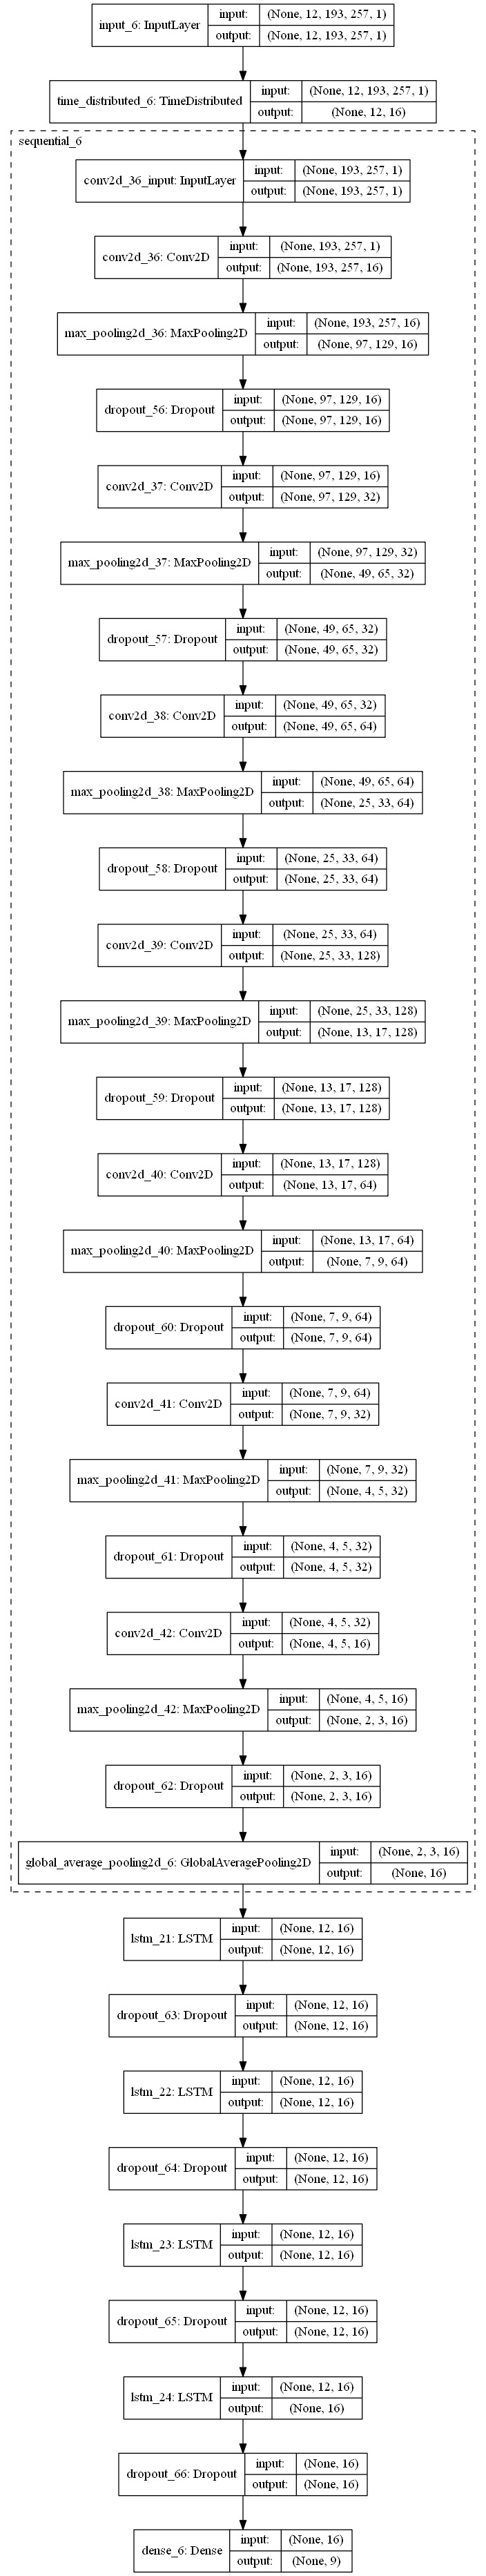 input_6: InputLayer
input: (None, 12, 193, 257, 1)
output: (None, 12, 193, 257, 1)
time_distributed_6: TimeDistributed
input: (None, 12, 193, 257, 1)
output: (None, 12, 16)
sequential_6
conv2d_36_input: InputLayer
input: (None, 193, 257, 1)
output: (None, 193, 257, 1)
conv2d_36: Conv2D
input: (None, 193, 257, 1)
output: (None, 193, 257, 16)
max_pooling2d_36: MaxPooling2D
input: (None, 193, 257, 16)
output: (None, 97, 129, 16)
dropout_56: Dropout
input: (None, 97, 129, 16)
output: (None, 97, 129, 16)
conv2d_37: Conv2D
input: (None, 97, 129, 16)
output: (None, 97, 129, 32)
max_pooling2d_37: MaxPooling2D
input: (None, 97, 129, 32)
output: (None, 49, 65, 32)
dropout_57: Dropout
input: (None, 49, 65, 32)
output: (None, 49, 65, 32)
conv2d_38: Conv2D
input: (None, 49, 65, 32)
output: (None, 49, 65, 64)
max_pooling2d_38: MaxPooling2D
input: (None, 49, 65, 64)
output: (None, 25, 33, 64)
dropout_58: Dropout
input: (None, 25, 33, 64)
output: (None, 25, 33, 64)
conv2d_39: Conv2D
input: (None, 25, 33, 64)
output: (None, 25, 33, 128)
max_pooling2d_39: MaxPooling2D
input: (None, 25, 33, 128)
output: (None, 13, 17, 128)
dropout_59: Dropout
input: (None, 13, 17, 128)
output: (None, 13, 17, 128)
conv2d_40: Conv2D
input: (None, 13, 17, 128)
output: (None, 13, 17, 64)
max_pooling2d_40: MaxPooling2D
input: (None, 13, 17, 64)
output: (None, 7, 9, 64)
dropout_60: Dropout
input: (None, 7, 9, 64)
output: (None, 7, 9, 64)
conv2d_41: Conv2D
input: (None, 7, 9, 64)
output: (None, 7, 9, 32)
max_pooling2d_41: MaxPooling2D
input: (None, 7, 9, 32)
output: (None, 4, 5, 32)
dropout_61: Dropout
input: (None, 4, 5, 32)
output: (None, 4, 5, 32)
conv2d_42: Conv2D
input: (None, 4, 5, 32)
output: (None, 4, 5, 16)
max_pooling2d_42: MaxPooling2D
input: (None, 4, 5, 16)
output: (None, 2, 3, 16)
dropout_62: Dropout
input: (None, 2, 3, 16)
output: (None, 2, 3, 16)
global_average_pooling2d_6: GlobalAveragePooling2D
input: (None, 2, 3, 16)
output: (None, 16)
lstm_21: LSTM
input: (None, 12, 16)
output: (None, 12, 16)
dropout_63: Dropout
input: (None, 12, 16)
output: (None, 12, 16)
lstm_22: LSTM
input: (None, 12, 16)
output: (None, 12, 16)
dropout_64: Dropout
input: (None, 12, 16)
output: (None, 12, 16)
lstm_23: LSTM
input: (None, 12, 16)
output: (None, 12, 16)
dropout_65: Dropout
input: (None, 12, 16)
output: (None, 12, 16)
lstm_24: LSTM
input: (None, 12, 16)
output: (None, 16)
dropout_66: Dropout
input: (None, 16)
output: (None, 16)
dense_6: Dense
input: (None, 16)
output: (None, 9)